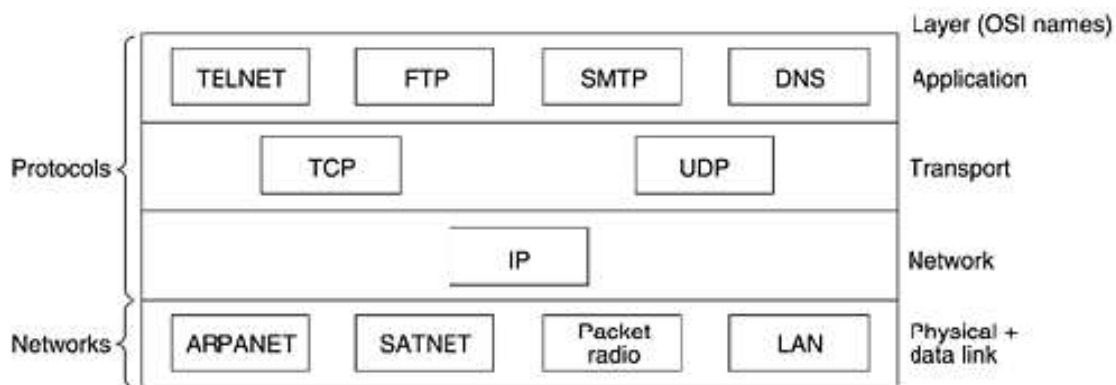 Layer (OSI names)
TELNET FTP SMTP DNS Application
Protocols TCP UDP Transport
IP Network
Networks ARPANET SATNET Packet radio LAN Physical + data link